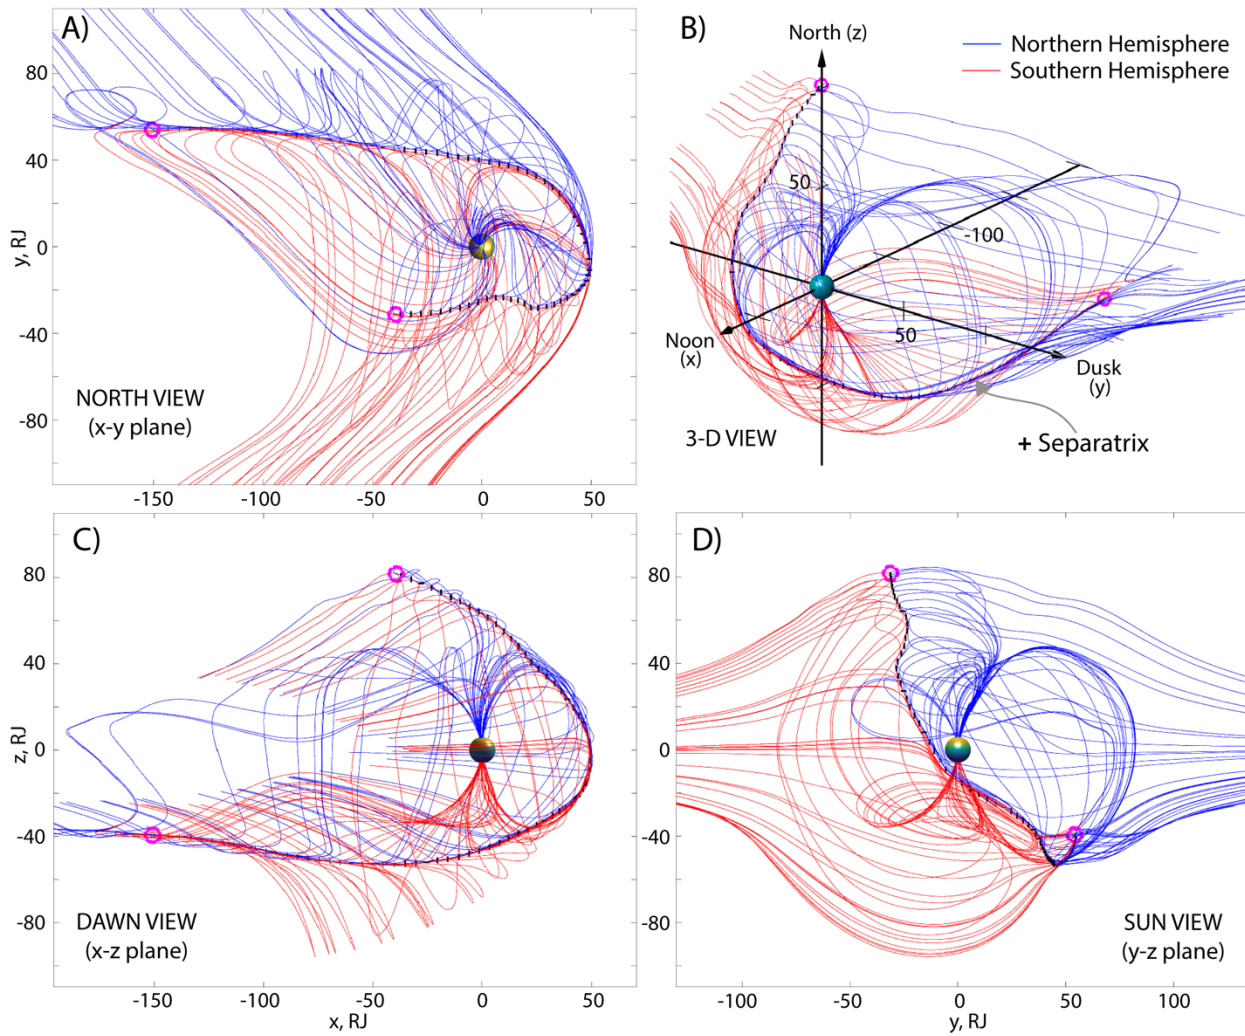 A)
80
40
0
-40
-80
y, RJ
NORTH VIEW
(x-y plane)
-150
-100
-50
0
50
B)
North (z)
Northern Hemisphere
Southern Hemisphere
50
-100
50
Noon
(x)
Dusk
(y)
3-D VIEW
+ Separatrix
C)
80
40
0
-40
-80
z, RJ
DAWN VIEW
(x-z plane)
-150
-100
-50
0
50
x, RJ
D)
80
40
0
-40
-80
SUN VIEW
(y-z plane)
-100
-50
0
50
100
y, RJ